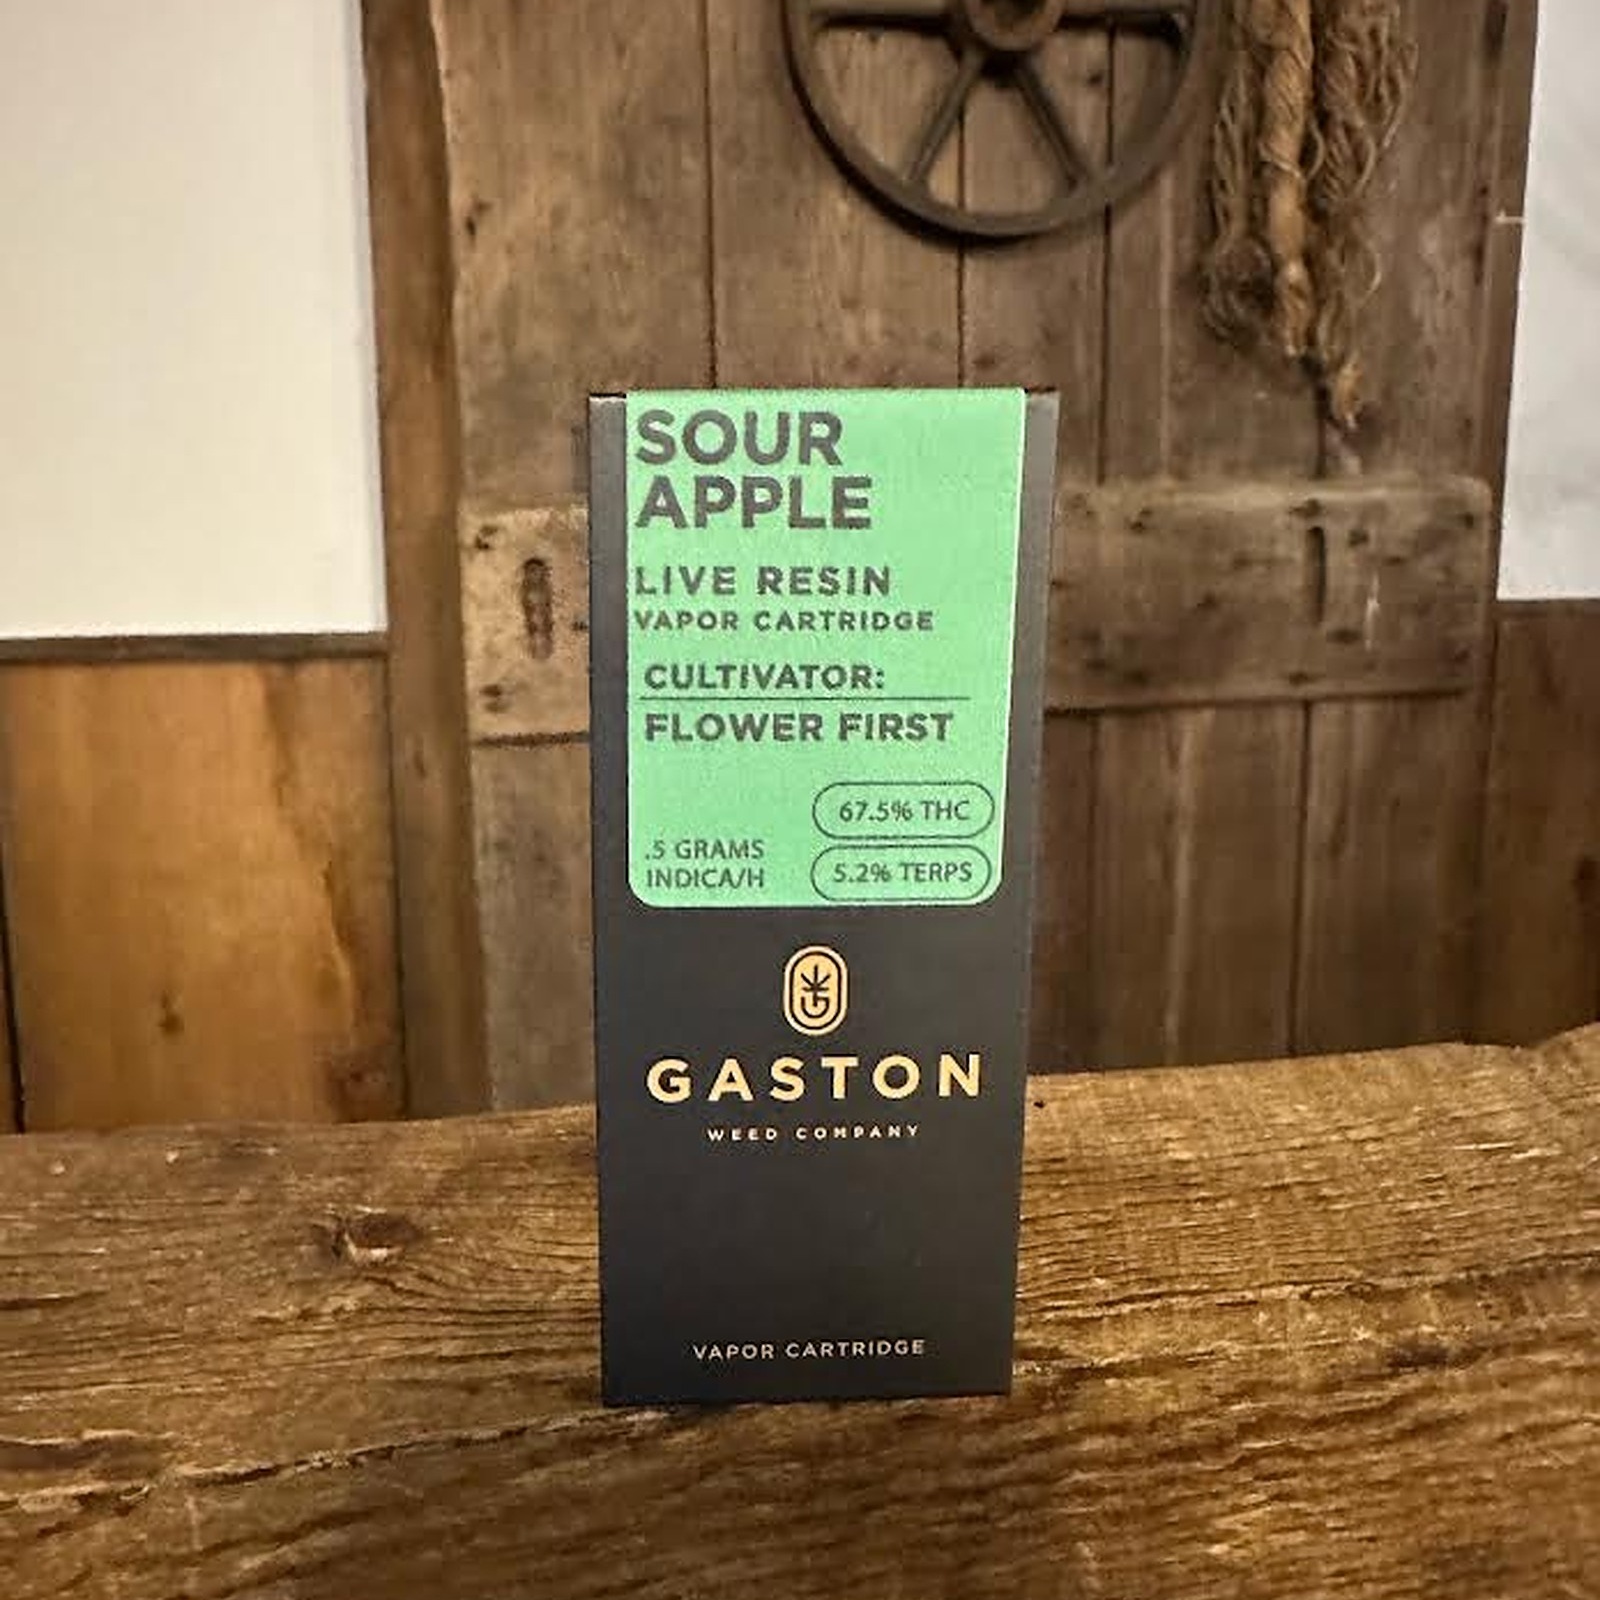 SOUR
APPLE
LIVE RESIN
VAPOR CARTRIDGE
CULTIVATOR:
FLOWER FIRST
67.5% THC
.5 GRAMS
INDICA/H
5.2% TERPS
GASTON
WEED COMPANY
VAPOR CARTRIDGE